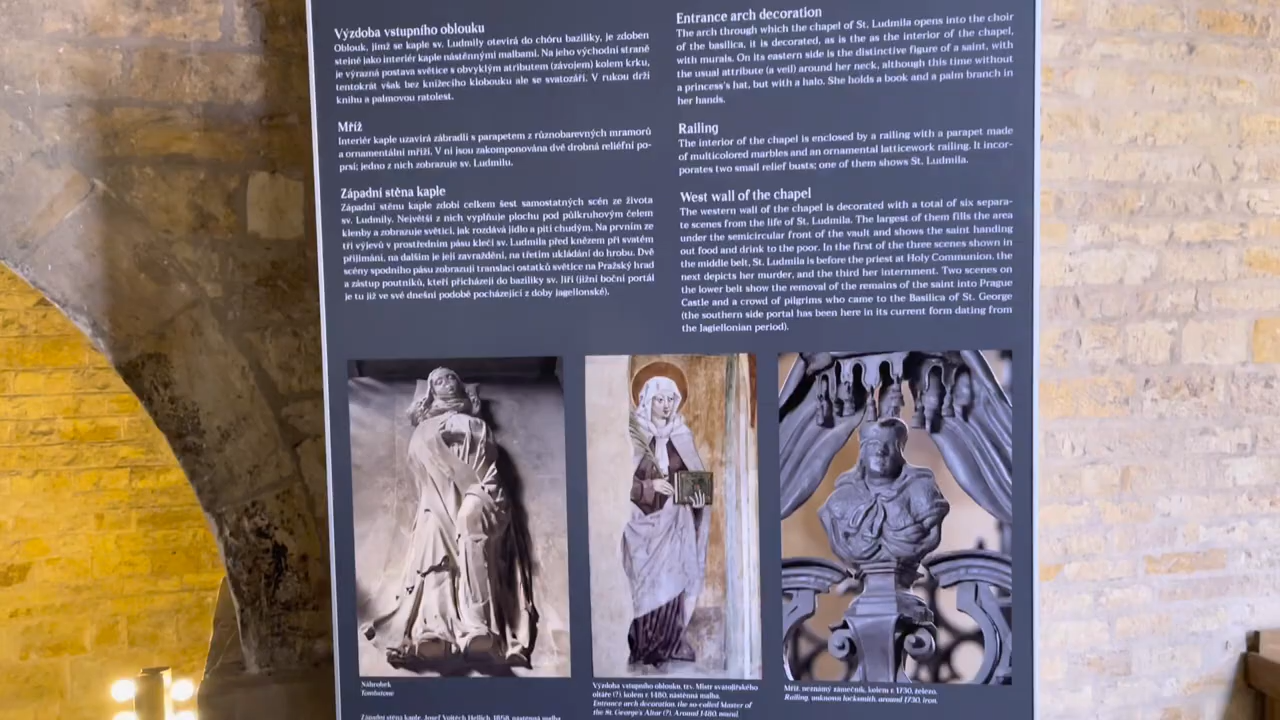 Výzdoba vstupního oblouku
Oblouk, jímž se kaple sv. Ludmily otevírá do chóru baziliky, je zdoben
stejně jako interiér kaple nástěnnými malbami. Na jeho východní straně
je výrazná postava světice s obvyklým atributem (závojem) kolem krku,
tentokrát však bez knížecího klobouku ale se svatozáří. V rukou drží
knihu a palmovou ratolest.
Mříž
Interiér kaple uzavírá zábradlí s parapetem z různobarevných mramorů
a ornamentální mříží. V ní jsou zakomponována dvě drobná reliéfní po-
prsí; jedno z nich zobrazuje sv. Ludmilu.
Západní stěna kaple
Západní stěnu kaple zdobí celkem šest samostatných scén ze života
sv. Ludmily. Největší z nich vyplňuje plochu pod půlkruhovým čelem
klenby a zobrazuje světici, jak rozdává jídlo a pití chudým. Na prvním ze
tří výjevů v prostředním pásu klečí sv. Ludmila před knězem při svatém
přijímání, na dalším je její zavraždění, na třetím ukládání do hrobu. Dvě
scény spodního pásu zobrazují translaci ostatků světice na Pražský hrad
a zástup poutníků, kteří přicházejí do baziliky sv. Jiří (jižní boční portál
je tu již ve své dnešní podobě pocházející z doby jagellonské).
Entrance arch decoration
The arch through which the chapel of St. Ludmila opens into the choir
of the basilica, it is decorated, as is the as the interior of the chapel,
with murals. On its eastern side is the distinctive figure of a saint, with
the usual attribute (a veil) around her neck, although this time without
a princess's hat, but with a halo. She holds a book and a palm branch in
her hands.
Railing
The interior of the chapel is enclosed by a railing with a parapet made
of multicolored marbles and an ornamental latticework railing. It incor-
porates two small relief busts; one of them shows St. Ludmila.
West wall of the chapel
The western wall of the chapel is decorated with a total of six separa-
te scenes from the life of St. Ludmila. The largest of them fills the area
under the semicircular front of the vault and shows the saint handing
out food and drink to the poor. In the first of the three scenes shown in
the middle belt, St. Ludmila is before the priest at Holy Communion, the
next depicts her murder, and the third her internment. Two scenes on
the lower belt show the removal of the remains of the saint into Prague
Castle and a crowd of pilgrims who came to the Basilica of St. George
(the southern side portal has been here in its current form dating from
the Jagiellonian period).
Náhrobek
Tombstone
Západní stěna kaple, Josef Vojtěch Hellich, 1858, nástěnná malba
Výzdoba vstupního oblouku, tzv. Mistr svatojiřského
oltáře (?), kolem r. 1480, nástěnná malba.
Entrance arch decoration, the so-called Master of
the St. George's Altar (?). Around 1480, mural
Mříž, neznámý zámečník, kolem r. 1730, železo.
Railing, unknown locksmith, around 1730, iron.